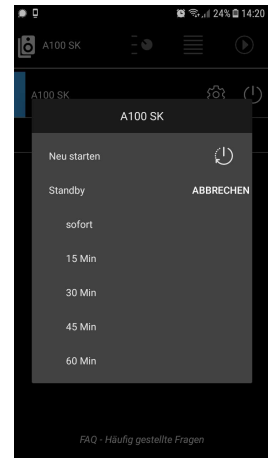 24% 14:20
A100 SK
A100 SK
A100 SK
Neu starten
Standby ABBRECHEN
sofort
15 Min
30 Min
45 Min
60 Min
FAQ - Häufig gestellte Fragen